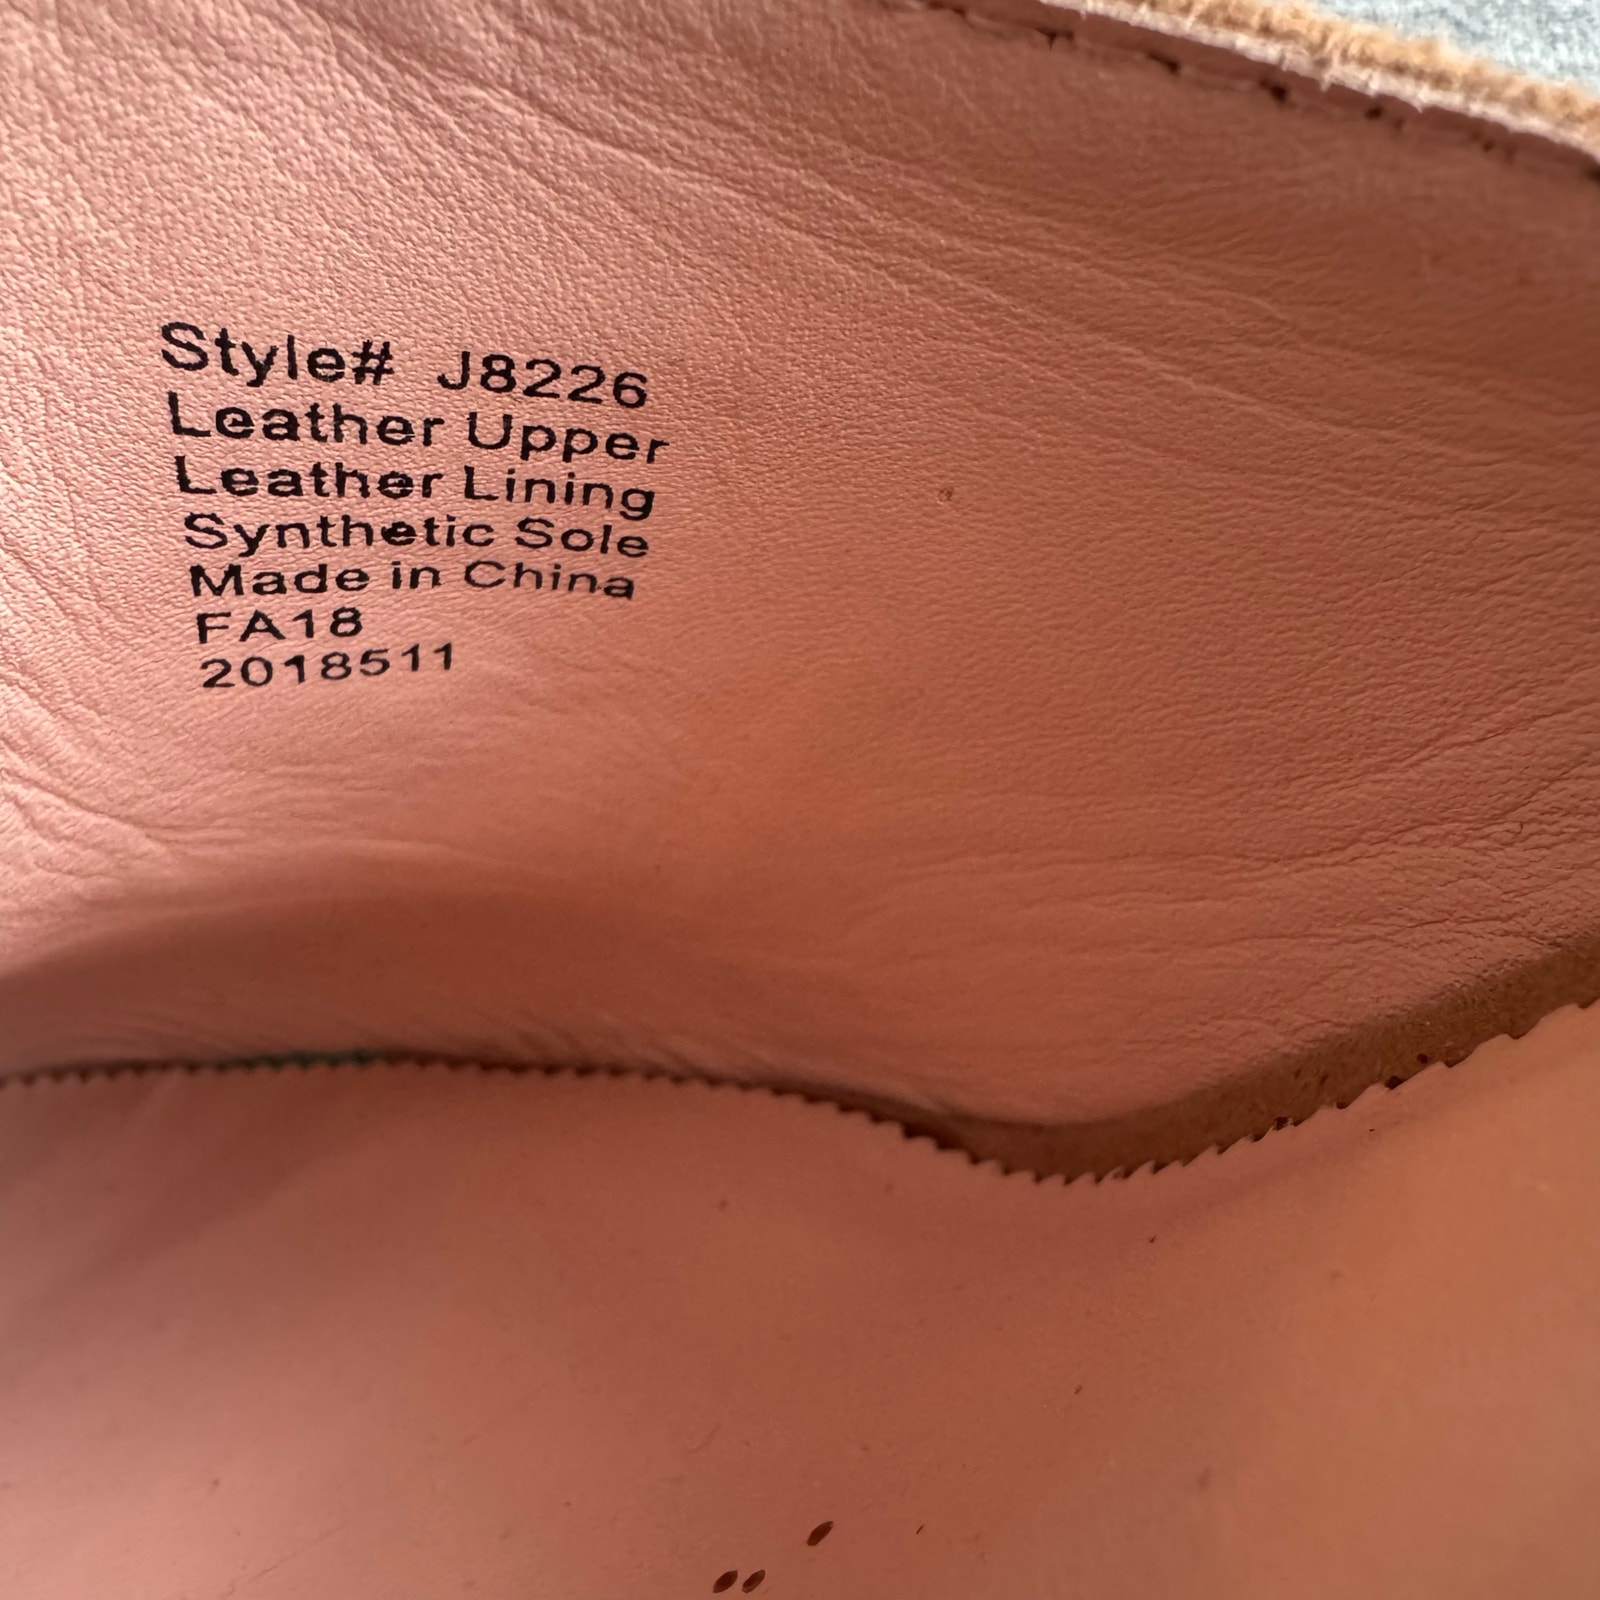 Style# J8226
Leather Upper
Leather Lining
Synthetic Sole
Made in China
FA18
2018511